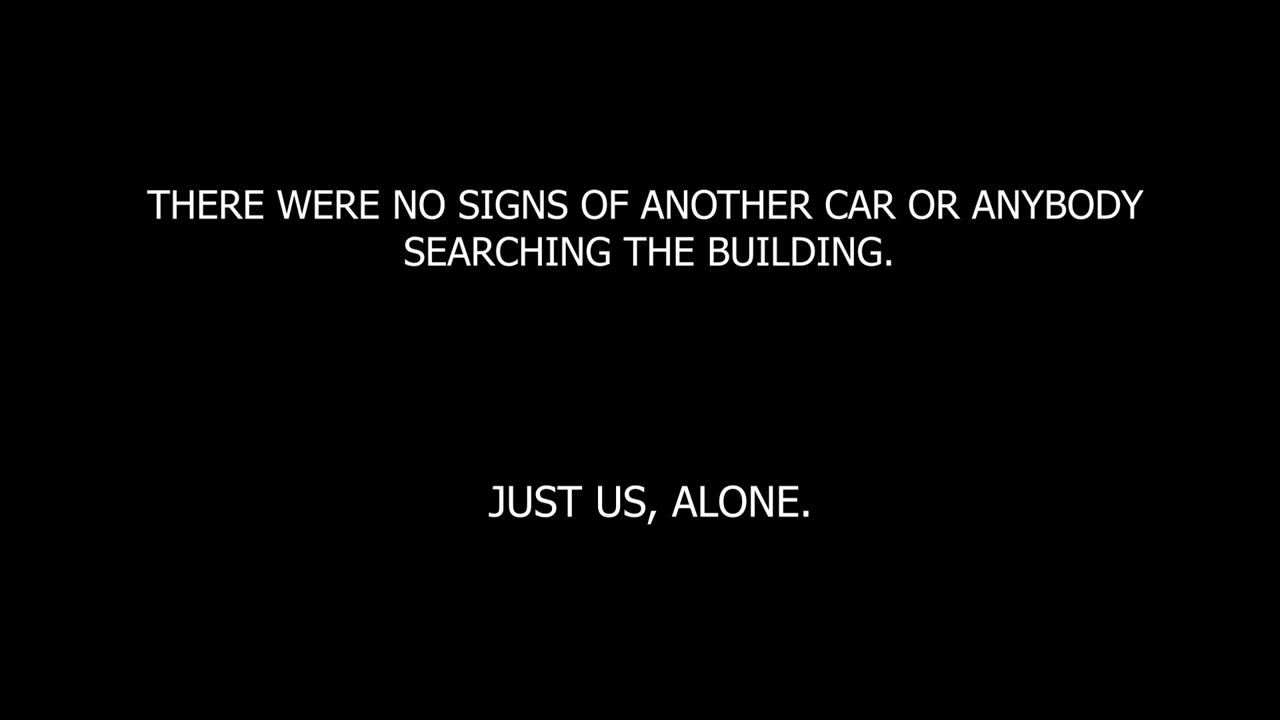 THERE WERE NO SIGNS OF ANOTHER CAR OR ANYBODY
SEARCHING THE BUILDING.
JUST US, ALONE.